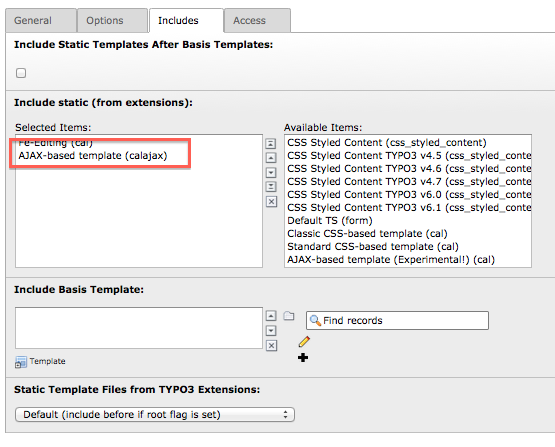 General Options Includes Access
Include Static Templates After Basis Templates:
Include static (from extensions):
Selected Items: Available Items:
Fe-Editing (cal)
AJAX-based template (calajax)
CSS Styled Content (css_styled_content)
CSS Styled Content TYPO3 v4.5 (css_styled_conte
CSS Styled Content TYPO3 v4.6 (css_styled_conte
CSS Styled Content TYPO3 v4.7 (css_styled_conte
CSS Styled Content TYPO3 v6.0 (css_styled_conte
CSS Styled Content TYPO3 v6.1 (css_styled_conte
Default TS (form)
Classic CSS-based template (cal)
Standard CSS-based template (cal)
AJAX-based template (Experimental!) (cal)
Include Basis Template:
Find records
Template
Static Template Files from TYPO3 Extensions:
Default (include before if root flag is set)